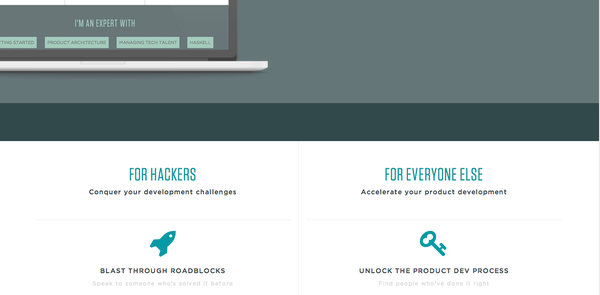 I'M AN EXPERT WITH
TTING STARTED PRODUCT ARCHITECTURE MANAGING TECH TALENT HASKELL
FOR HACKERS FOR EVERYONE ELSE
Conquer your development challenges Accelerate your product development
BLAST THROUGH ROADBLOCKS UNLOCK THE PRODUCT DEV PROCESS
Speak to someone who's solved it before Find people who've done it right